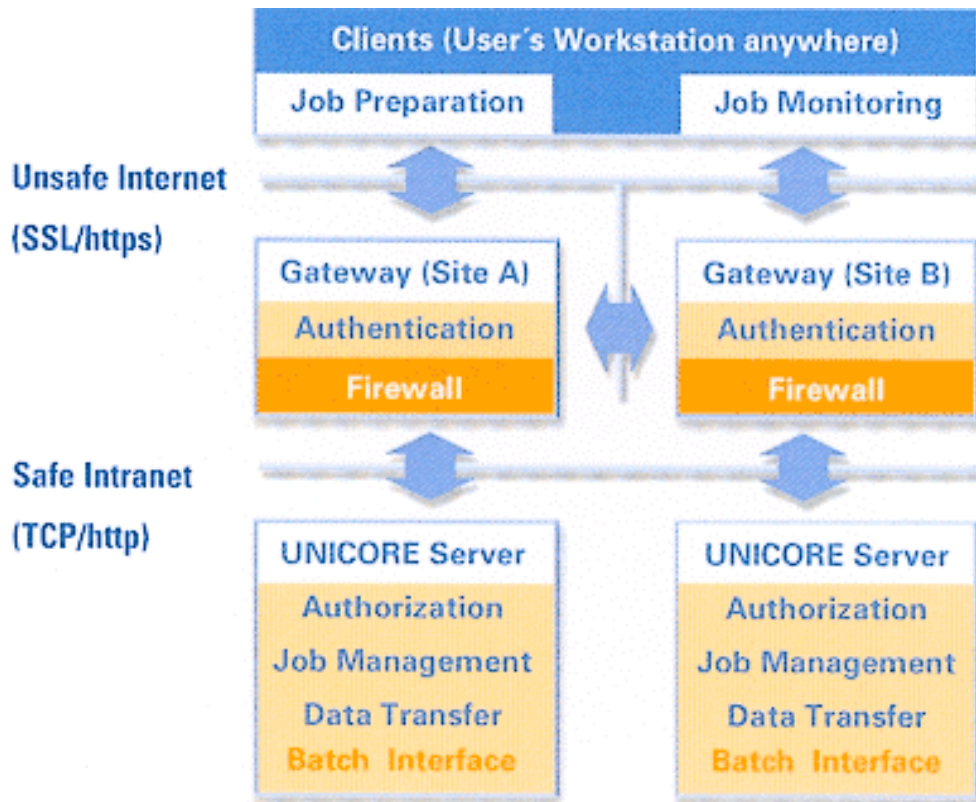 Clients (User´s Workstation anywhere)
Job Preparation
Job Monitoring
Unsafe Internet
(SSL/https)
Gateway (Site A)
Authentication
Firewall
Gateway (Site B)
Authentication
Firewall
Safe Intranet
(TCP/http)
UNICORE Server
Authorization
Job Management
Data Transfer
Batch Interface
UNICORE Server
Authorization
Job Management
Data Transfer
Batch Interface